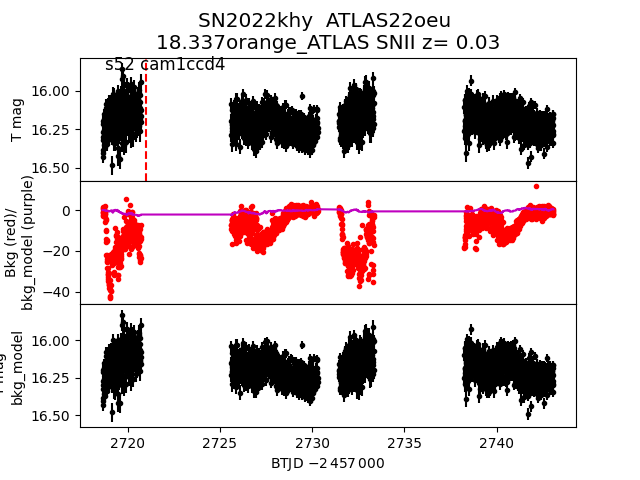 SN2022khy  ATLAS22oeu
18.337orange_ATLAS SNII z= 0.03
s52 cam1ccd4
T mag
16.00
16.25
16.50
Bkg (red)/
bkg_model (purple)
0
−20
−40
bkg_model
16.00
16.25
16.50
2720
2725
2730
2735
2740
BTJD −2 457 000